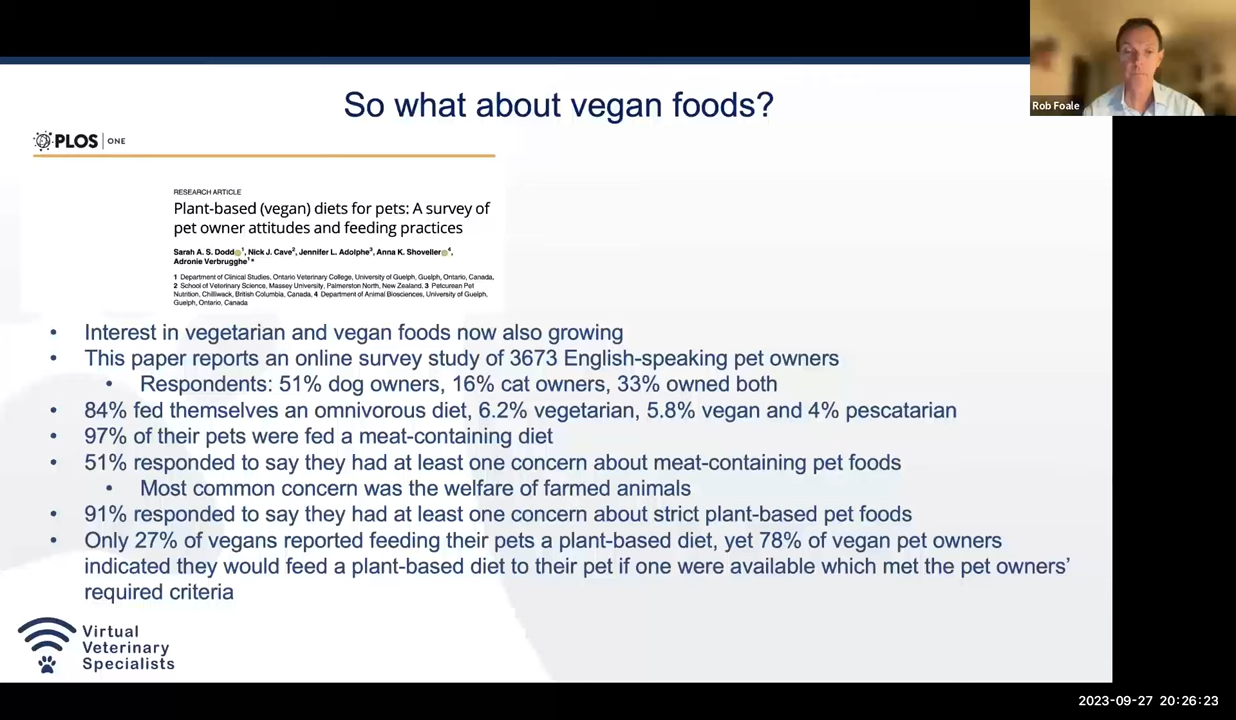 Rob Foale
So what about vegan foods?
PLOS ONE
RESEARCH ARTICLE
Plant-based (vegan) diets for pets: A survey of
pet owner attitudes and feeding practices
Sarah A. S. Dodd1, Nick J. Cave2, Jennifer L. Adolphe3, Anna K. Shoveller4,
Adronie Verbrugghe1*
1 Department of Clinical Studies, Ontario Veterinary College, University of Guelph, Guelph, Ontario, Canada,
2 School of Veterinary Science, Massey University, Palmerston North, New Zealand, 3 Petcurean Pet
Nutrition, Chilliwack, British Columbia, Canada, 4 Department of Animal Biosciences, University of Guelph,
Guelph, Ontario, Canada
• Interest in vegetarian and vegan foods now also growing
• This paper reports an online survey study of 3673 English-speaking pet owners
• Respondents: 51% dog owners, 16% cat owners, 33% owned both
• 84% fed themselves an omnivorous diet, 6.2% vegetarian, 5.8% vegan and 4% pescatarian
• 97% of their pets were fed a meat-containing diet
• 51% responded to say they had at least one concern about meat-containing pet foods
• Most common concern was the welfare of farmed animals
• 91% responded to say they had at least one concern about strict plant-based pet foods
• Only 27% of vegans reported feeding their pets a plant-based diet, yet 78% of vegan pet owners
indicated they would feed a plant-based diet to their pet if one were available which met the pet owners’
required criteria
Virtual
Veterinary
Specialists
2023-09-27 20:26:23